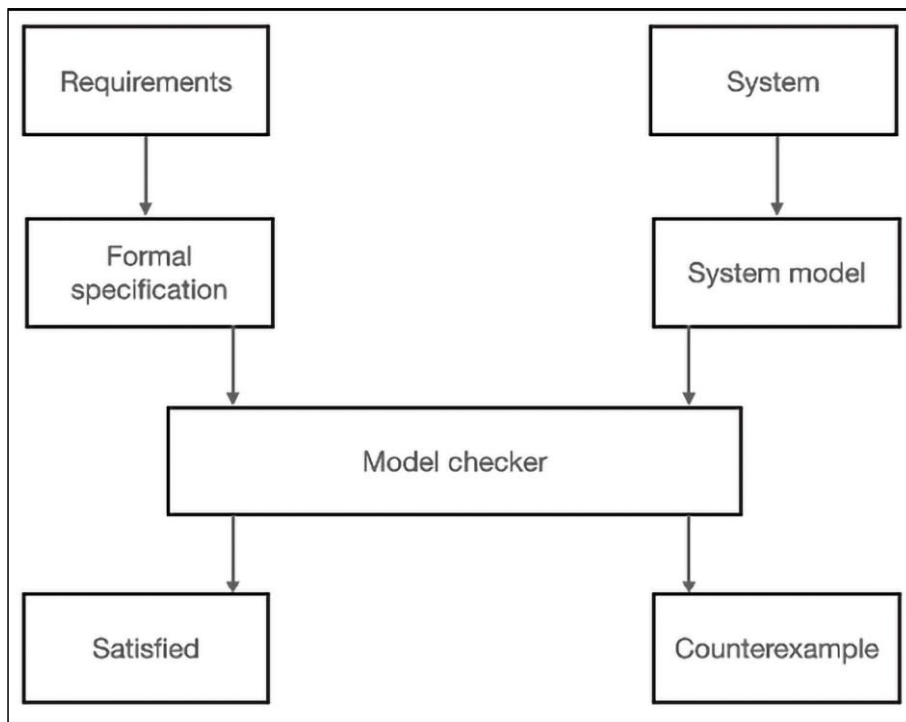 Requirements
System
Formal
specification
System model
Model checker
Satisfied
Counterexample